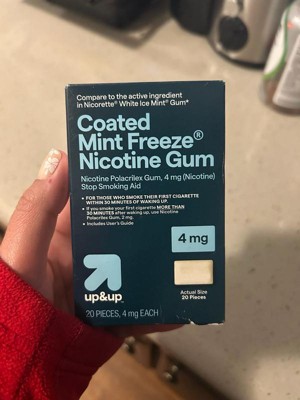 Compare to the active ingredient
in Nicorette® White Ice Mint® Gum*
Coated
Mint Freeze®
Nicotine Gum
Nicotine Polacrilex Gum, 4 mg (Nicotine)
Stop Smoking Aid
• FOR THOSE WHO SMOKE THEIR FIRST CIGARETTE
WITHIN 30 MINUTES OF WAKING UP.
• If you smoke your first cigarette MORE THAN
30 MINUTES after waking up, use Nicotine
Polacrilex Gum, 2 mg.
• Includes User's Guide
4 mg
up&up
Actual Size
20 Pieces
20 PIECES, 4 mg EACH